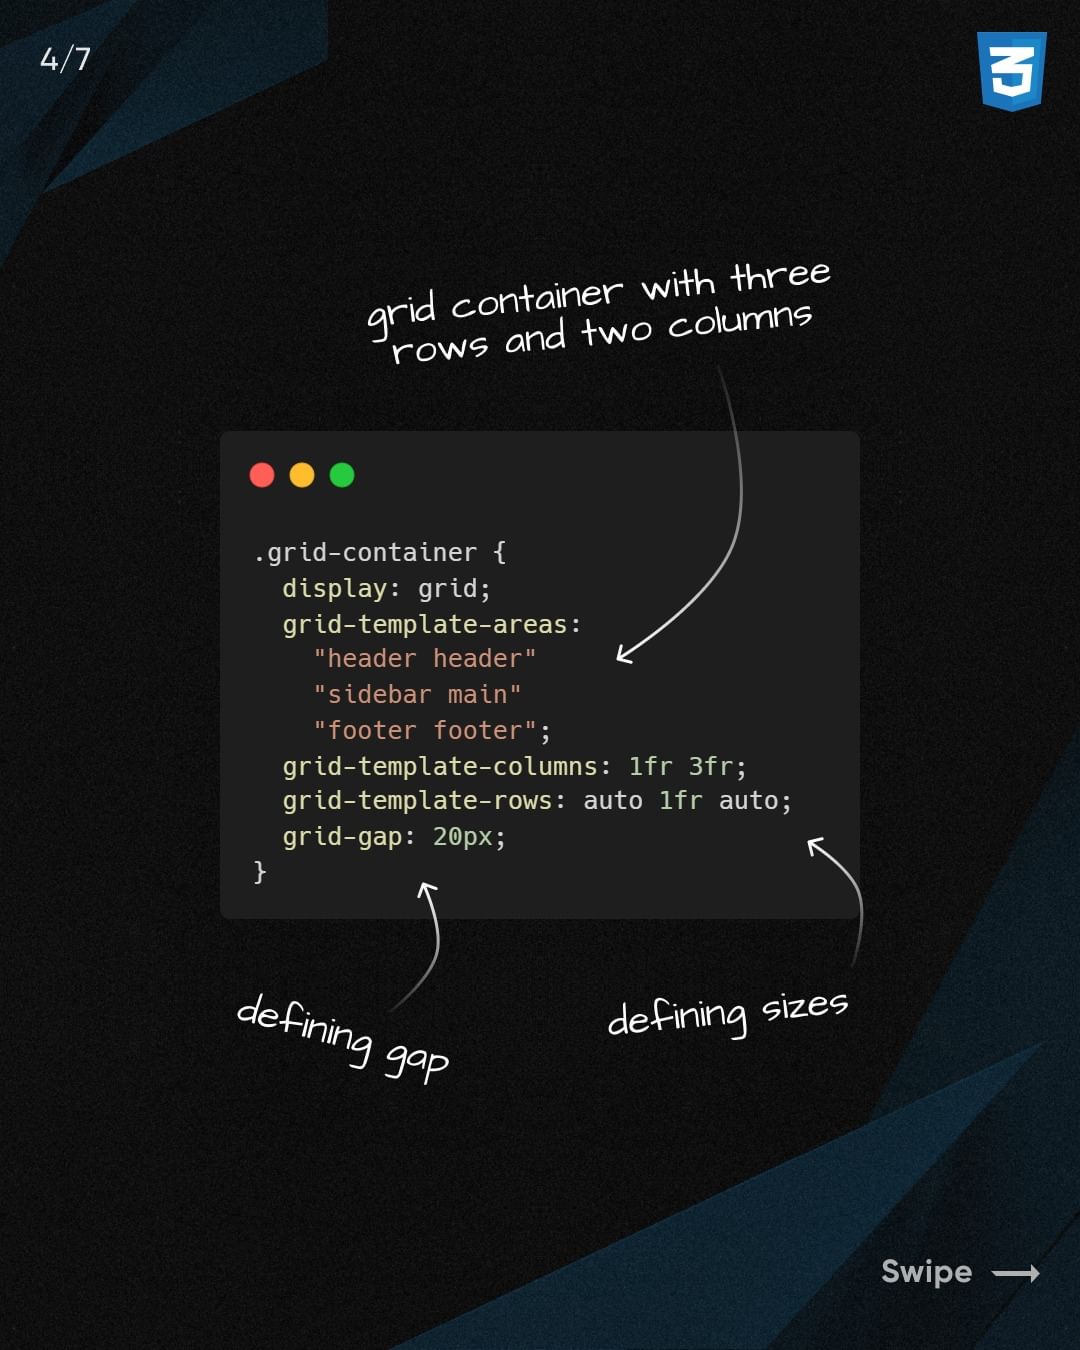 4/7
3
grid container with three
rows and two columns
.grid-container {
  display: grid;
  grid-template-areas:
    "header header"
    "sidebar main"
    "footer footer";
  grid-template-columns: 1fr 3fr;
  grid-template-rows: auto 1fr auto;
  grid-gap: 20px;
}
defining gap
defining sizes
Swipe